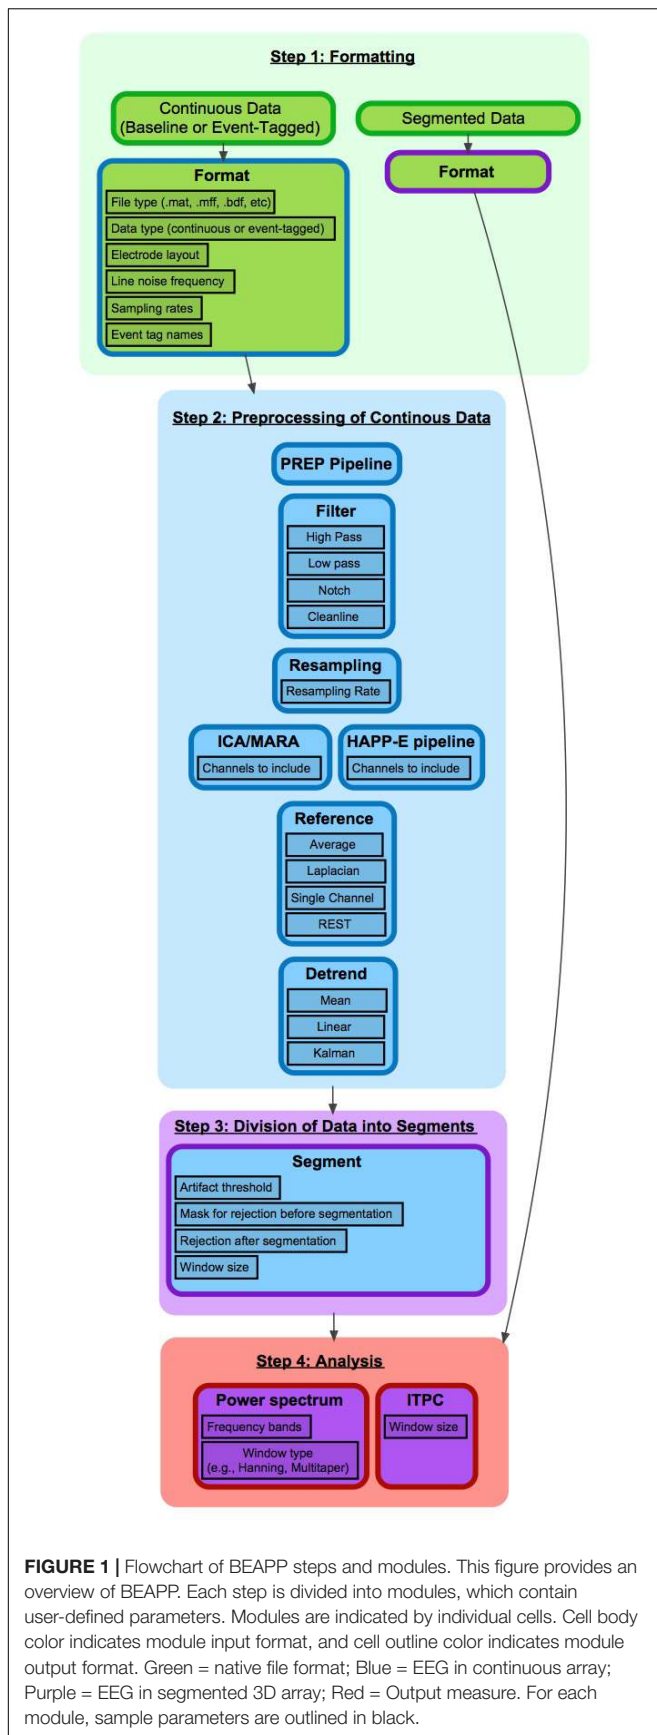 Step 1: Formatting
Continuous Data
(Baseline or Event-Tagged)
Segmented Data
Format
File type (.mat, .mff, .bdf, etc)
Data type (continuous or event-tagged)
Electrode layout
Line noise frequency
Sampling rates
Event tag names
Format
Step 2: Preprocessing of Continous Data
PREP Pipeline
Filter
High Pass
Low pass
Notch
Cleanline
Resampling
Resampling Rate
ICA/MARA
Channels to include
HAPP-E pipeline
Channels to include
Reference
Average
Laplacian
Single Channel
REST
Detrend
Mean
Linear
Kalman
Step 3: Division of Data into Segments
Segment
Artifact threshold
Mask for rejection before segmentation
Rejection after segmentation
Window size
Step 4: Analysis
Power spectrum
Frequency bands
Window type
(e.g., Hanning, Multitaper)
ITPC
Window size
FIGURE 1 | Flowchart of BEAPP steps and modules. This figure provides an
overview of BEAPP. Each step is divided into modules, which contain
user-defined parameters. Modules are indicated by individual cells. Cell body
color indicates module input format, and cell outline color indicates module
output format. Green = native file format; Blue = EEG in continuous array;
Purple = EEG in segmented 3D array; Red = Output measure. For each
module, sample parameters are outlined in black.